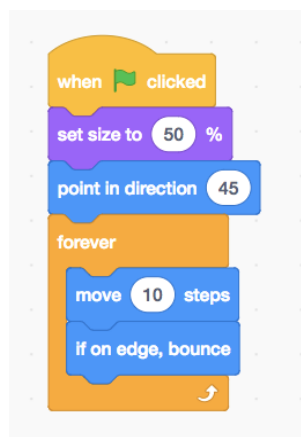 when clicked
set size to 50 %
point in direction 45
forever
move 10 steps
if on edge, bounce